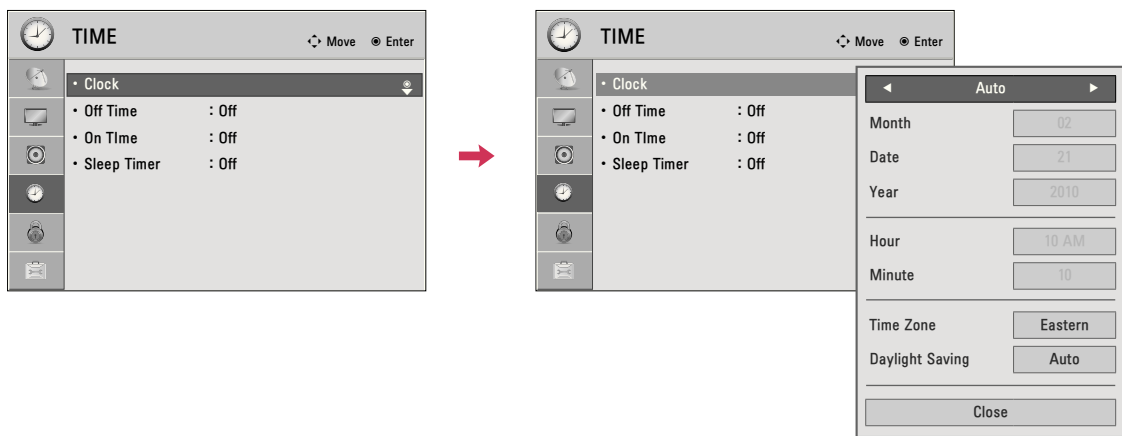 TIME
Move
Enter
• Clock
• Off Time : Off
• On TIme : Off
• Sleep Timer : Off
TIME
Move
Enter
• Clock
• Off Time : Off
• On TIme : Off
• Sleep Timer : Off
◄ Auto ►
Month 02
Date 21
Year 2010
Hour 10 AM
Minute 10
Time Zone Eastern
Daylight Saving Auto
Close